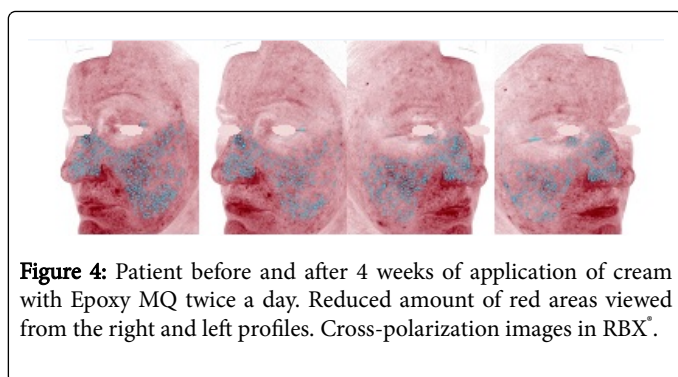 Figure 4: Patient before and after 4 weeks of application of cream
with Epoxy MQ twice a day. Reduced amount of red areas viewed
from the right and left profiles. Cross-polarization images in RBX®.